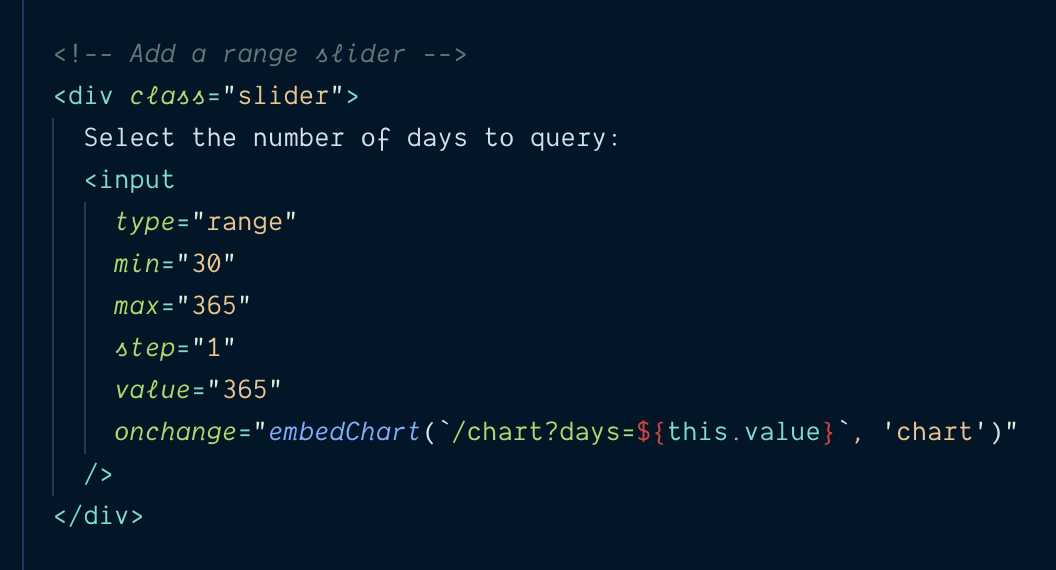 <!-- Add a range slider -->
<div class="slider">
Select the number of days to query:
<input
type="range"
min="30"
max="365"
step="1"
value="365"
onchange="embedChart(`/chart?days=${this.value}`, 'chart')"
/>
</div>